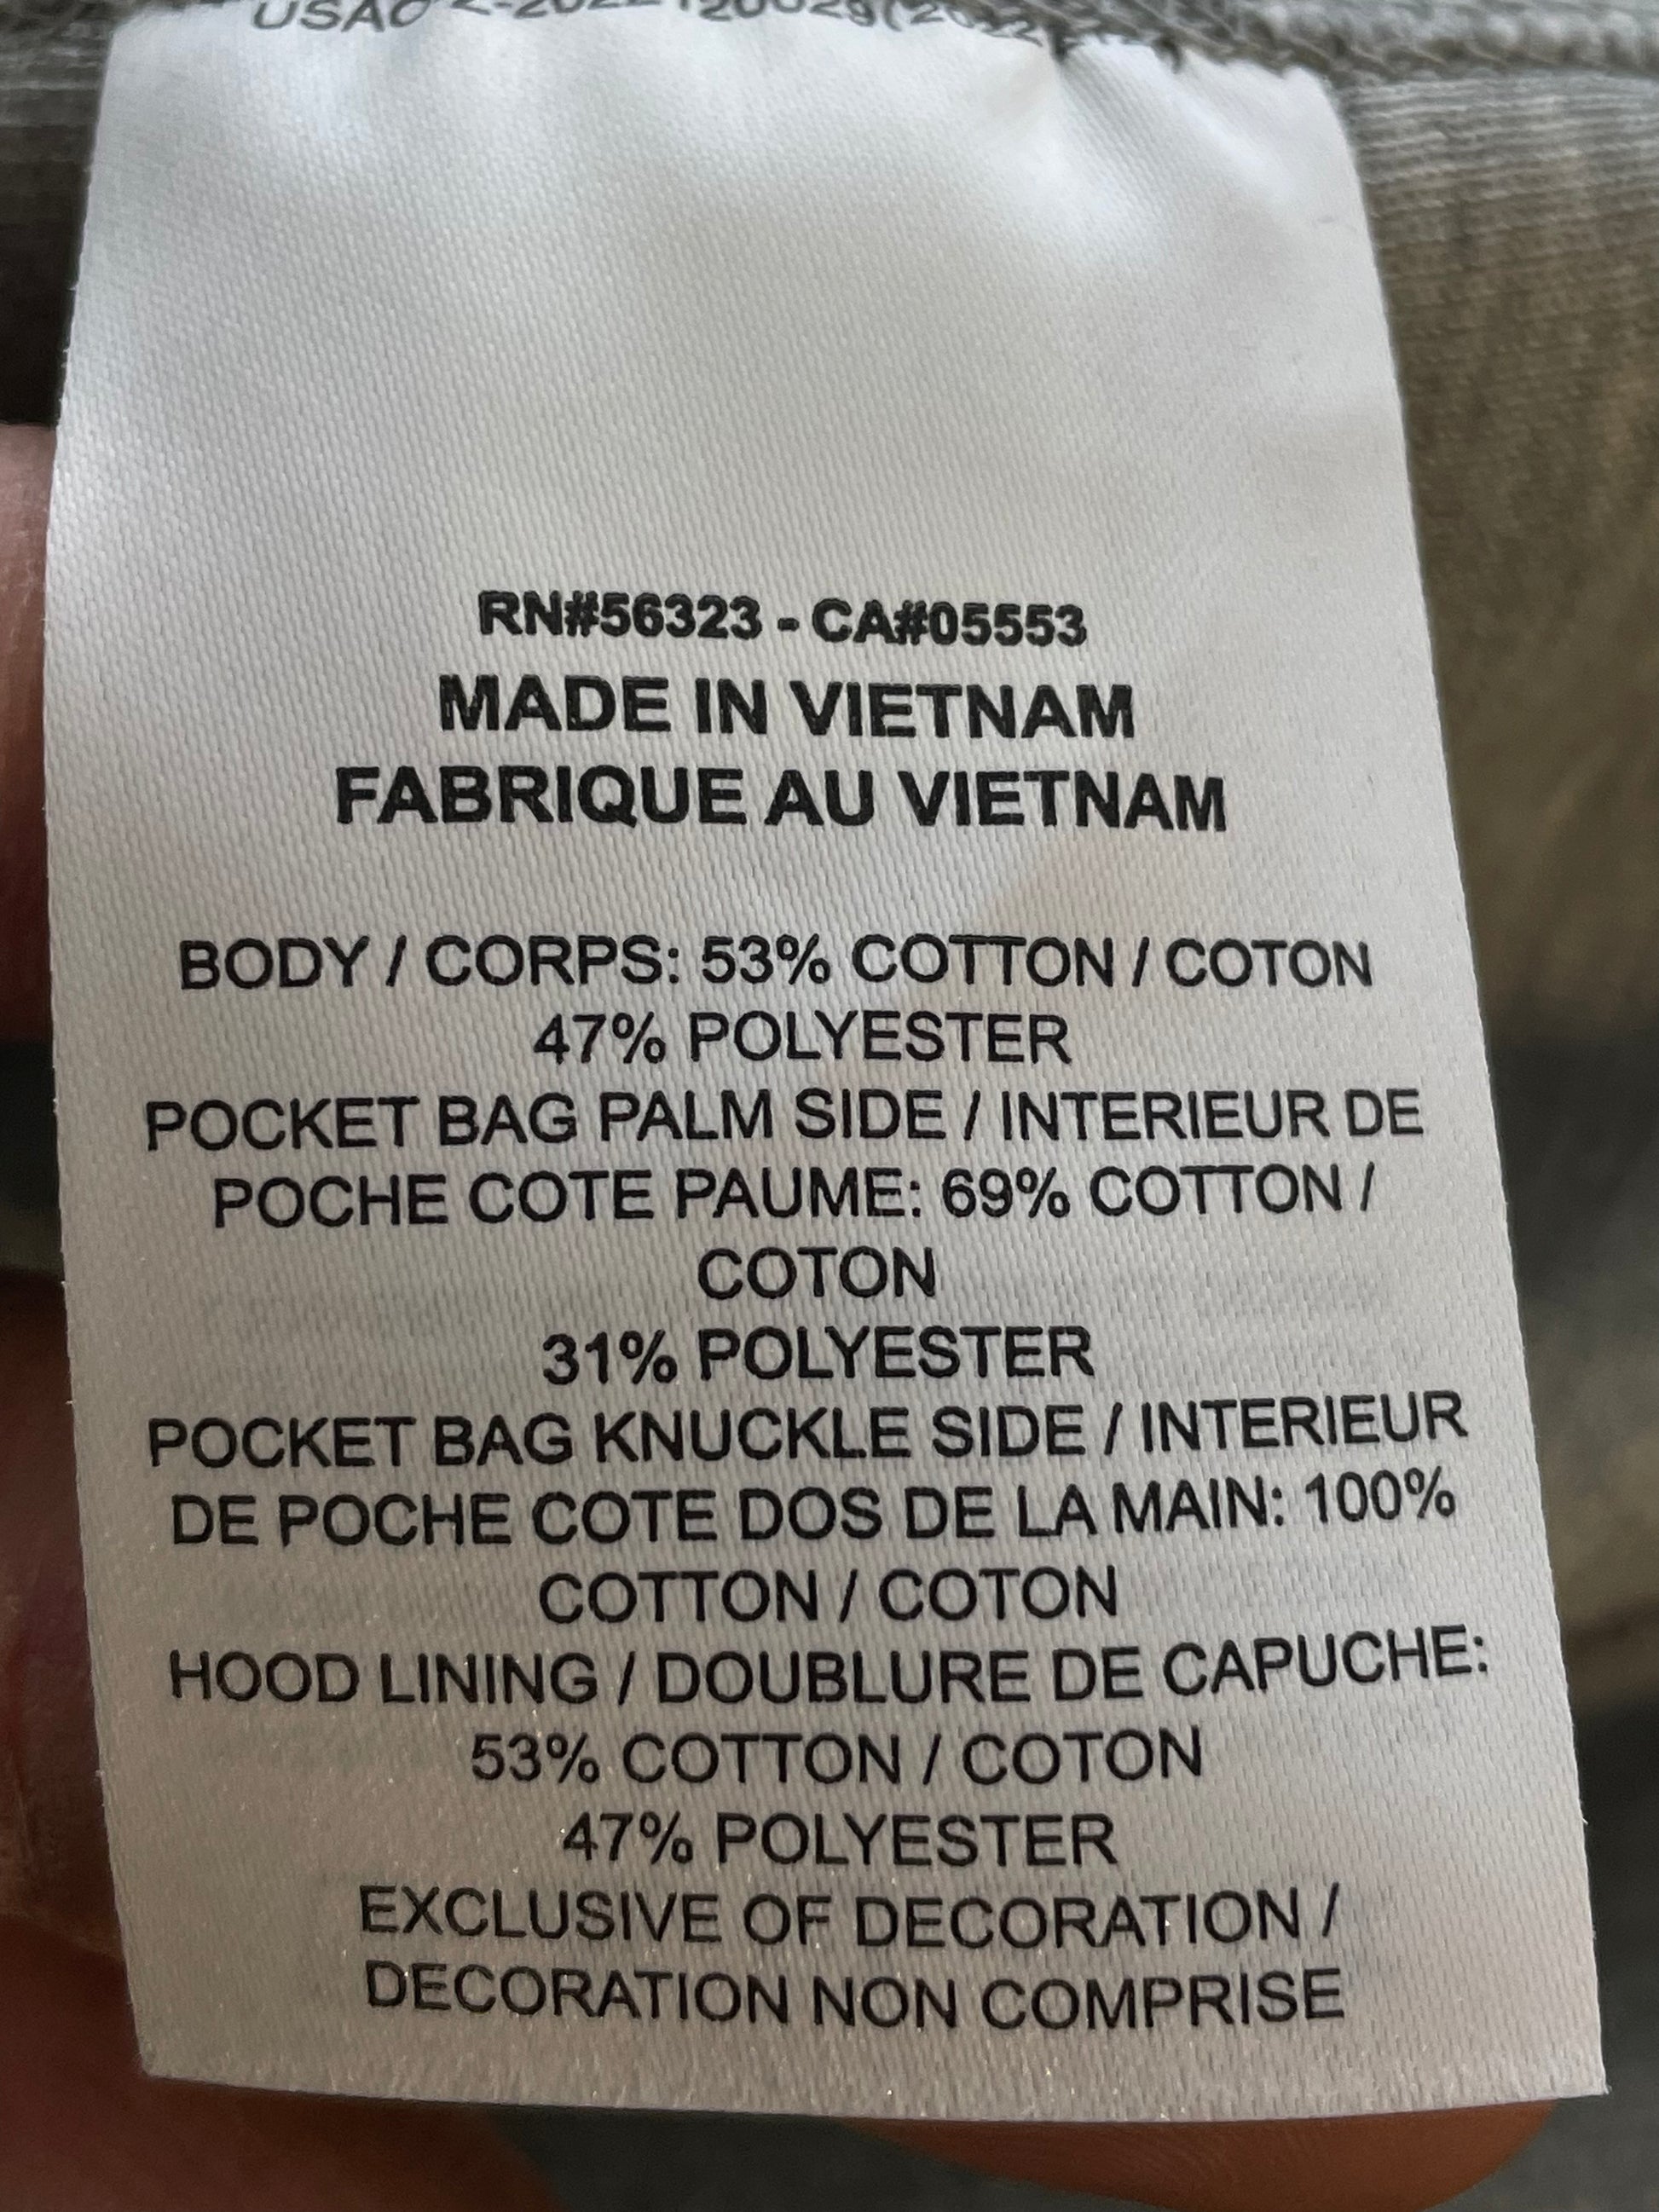 RN#56323 - CA#05553
MADE IN VIETNAM
FABRIQUE AU VIETNAM
BODY / CORPS: 53% COTTON / COTON
47% POLYESTER
POCKET BAG PALM SIDE / INTERIEUR DE
POCHE COTE PAUME: 69% COTTON /
COTON
31% POLYESTER
POCKET BAG KNUCKLE SIDE / INTERIEUR
DE POCHE COTE DOS DE LA MAIN: 100%
COTTON / COTON
HOOD LINING / DOUBLURE DE CAPUCHE:
53% COTTON / COTON
47% POLYESTER
EXCLUSIVE OF DECORATION /
DECORATION NON COMPRISE